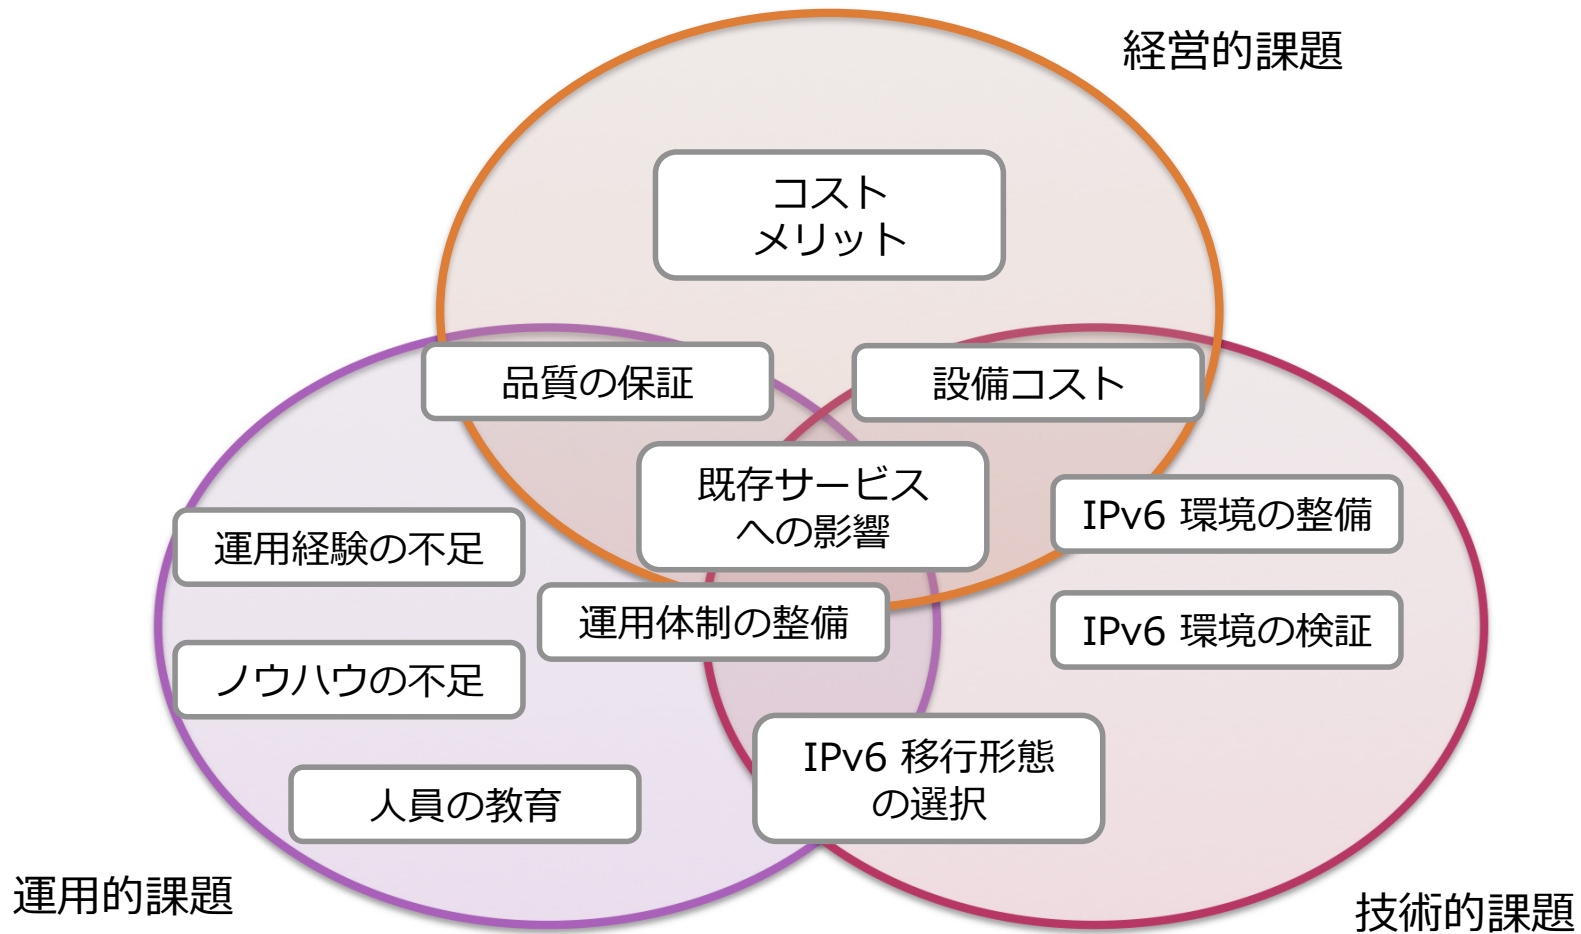 経営的課題
コスト
メリット
品質の保証
設備コスト
既存サービス
への影響
IPv6 環境の整備
運用経験の不足
運用体制の整備
IPv6 環境の検証
ノウハウの不足
IPv6 移行形態
の選択
人員の教育
運用的課題
技術的課題